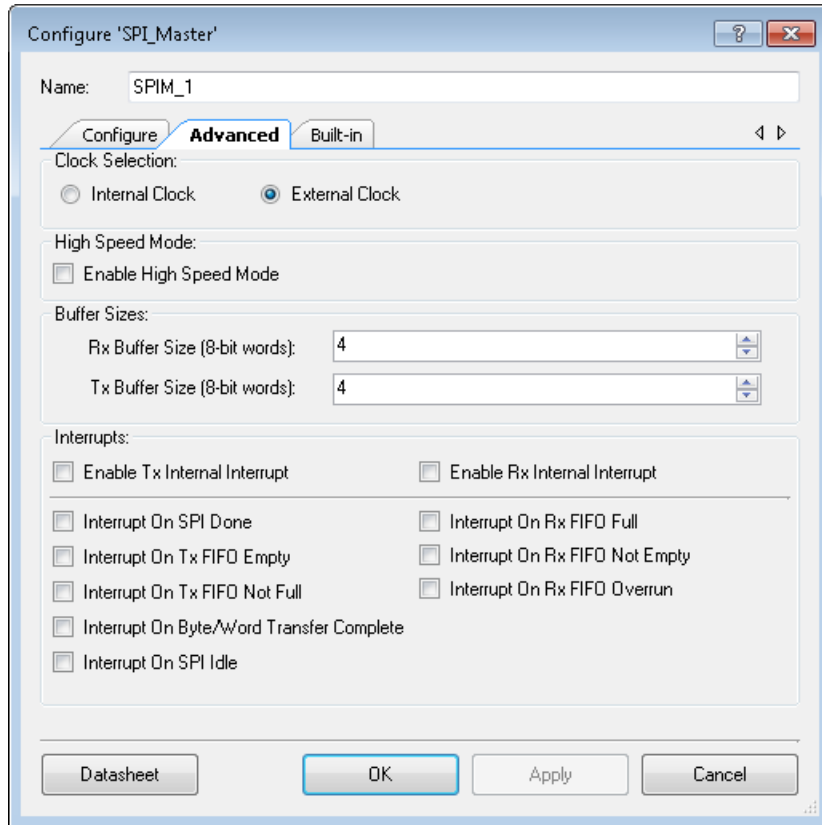 Configure 'SPI_Master'
Name: SPIM_1
Configure Advanced Built-in
Clock Selection:
Internal Clock External Clock
High Speed Mode:
Enable High Speed Mode
Buffer Sizes:
Rx Buffer Size (8-bit words): 4
Tx Buffer Size (8-bit words): 4
Interrupts:
Enable Tx Internal Interrupt Enable Rx Internal Interrupt
Interrupt On SPI Done Interrupt On Rx FIFO Full
Interrupt On Tx FIFO Empty Interrupt On Rx FIFO Not Empty
Interrupt On Tx FIFO Not Full Interrupt On Rx FIFO Overrun
Interrupt On Byte/Word Transfer Complete
Interrupt On SPI Idle
Datasheet OK Apply Cancel